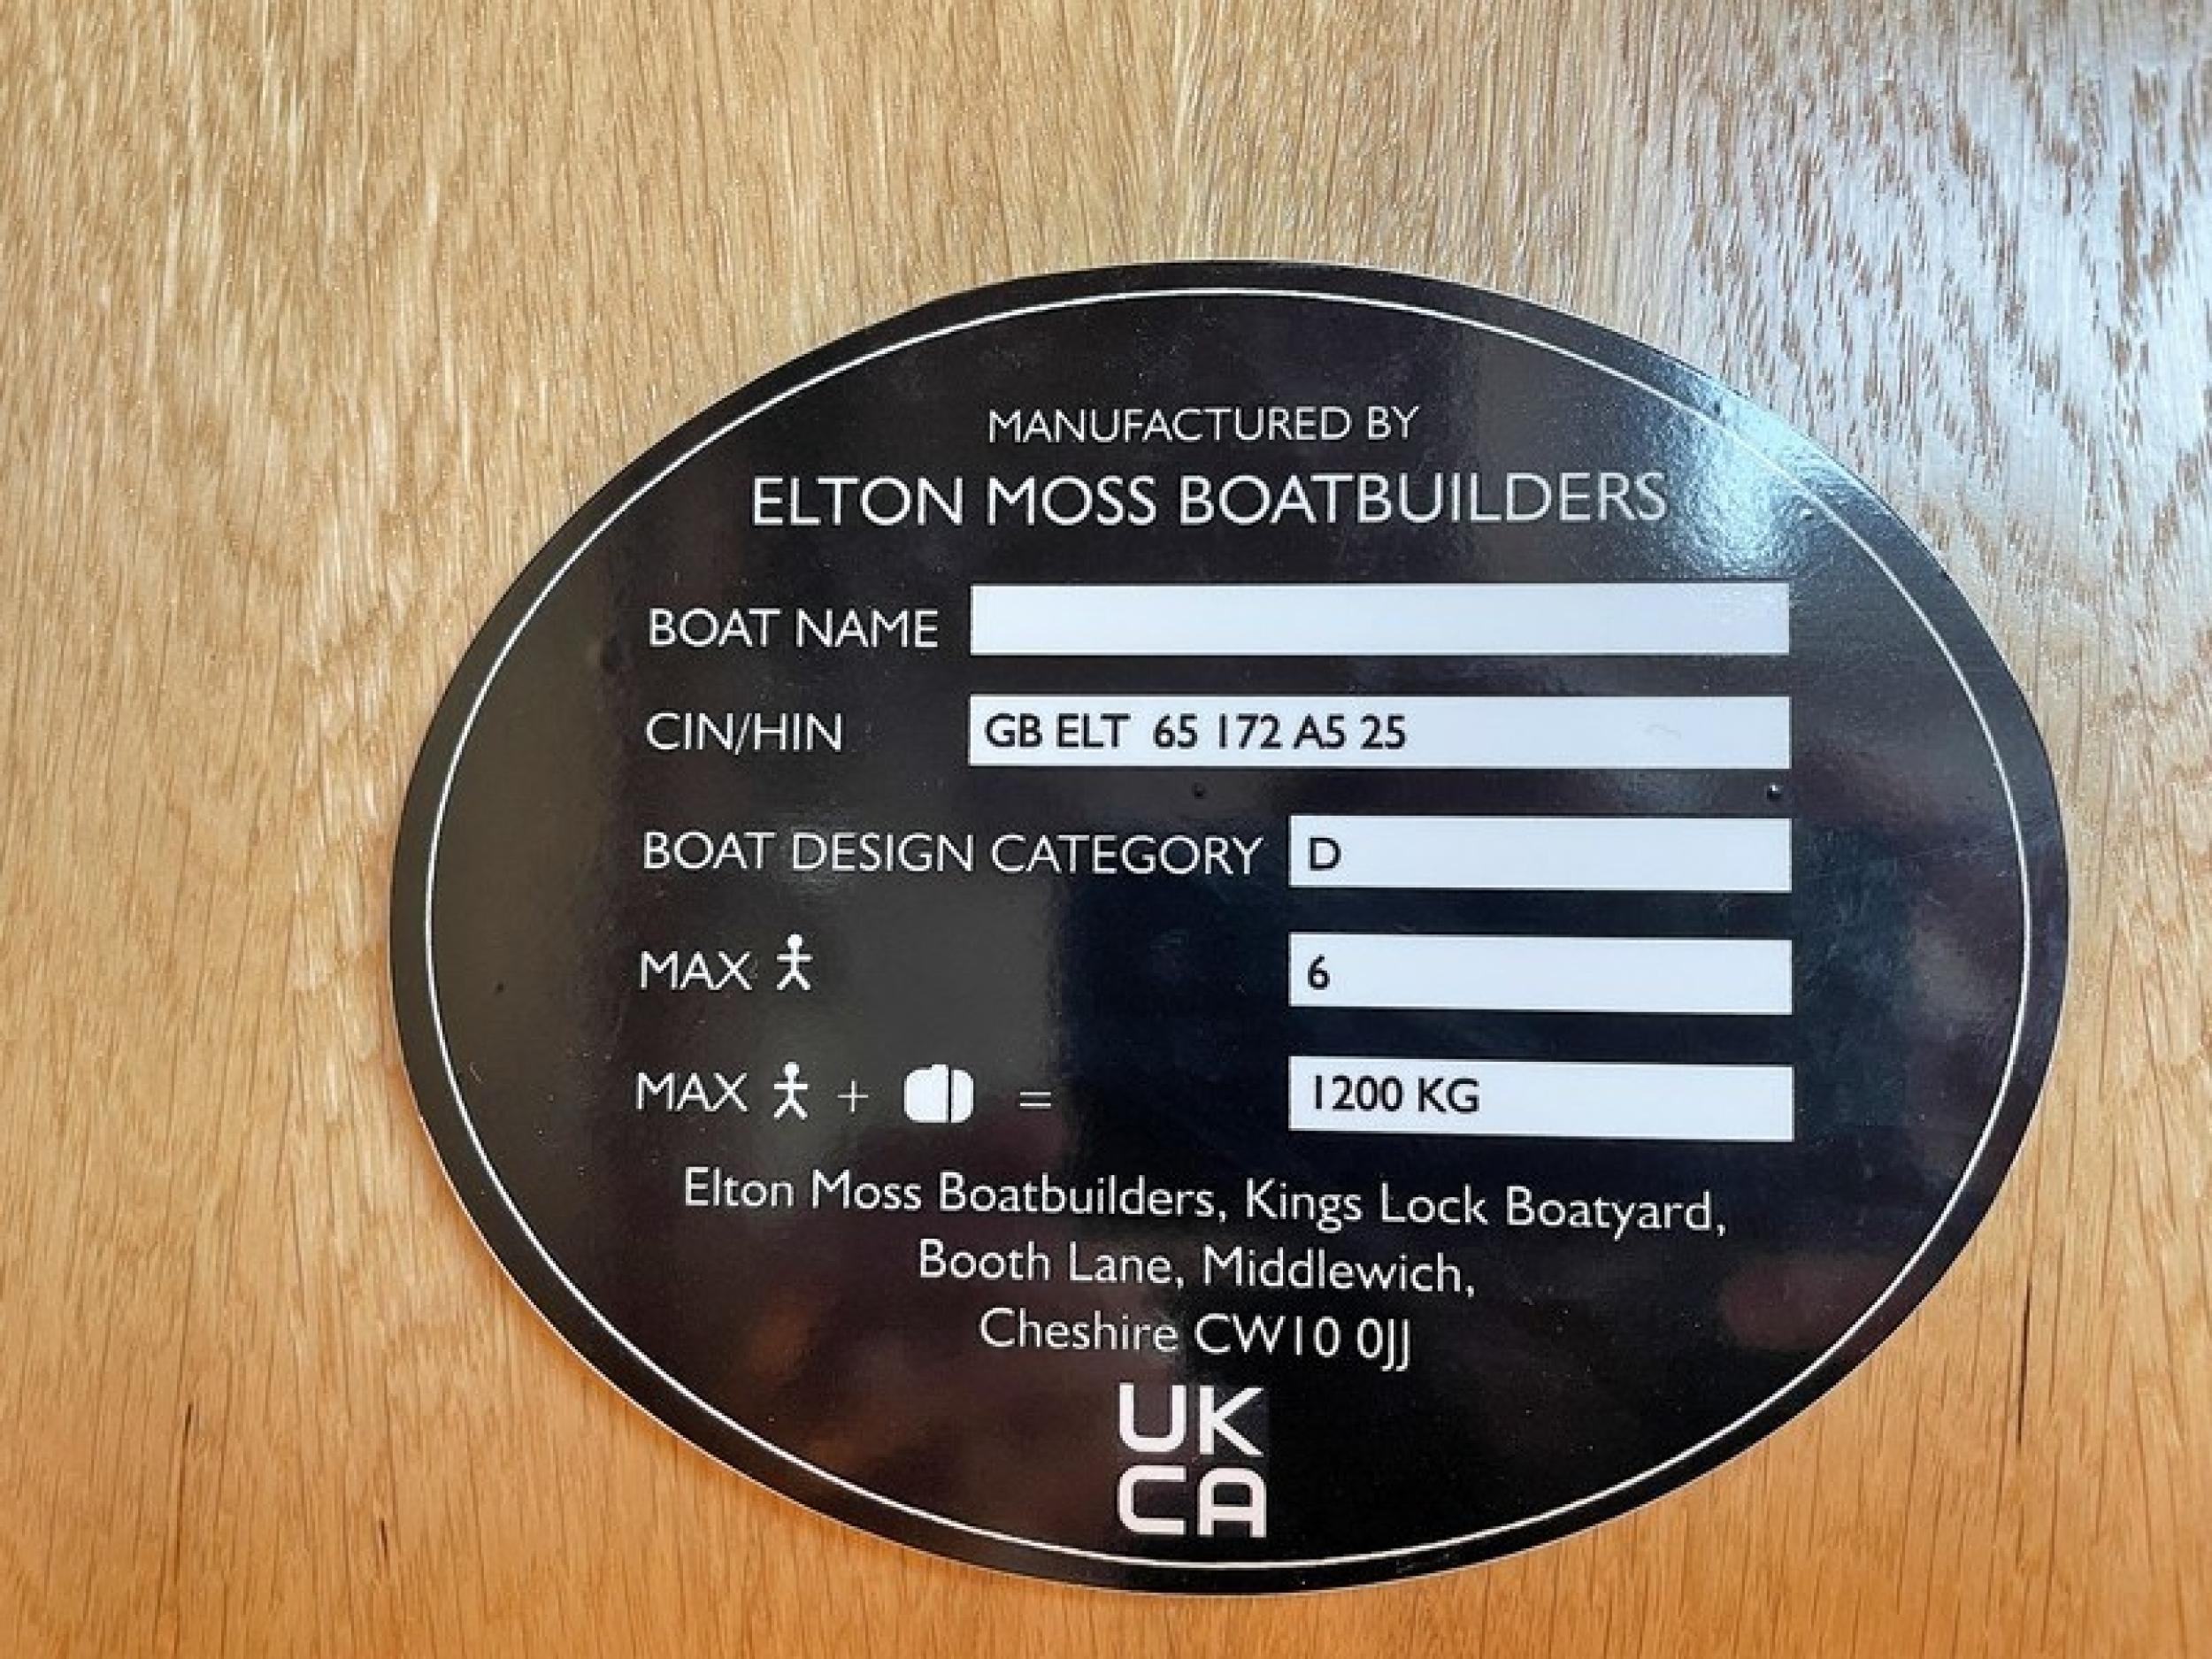 MANUFACTURED BY
ELTON MOSS BOATBUILDERS
BOAT NAME
CIN/HIN GB ELT 65 172 A5 25
BOAT DESIGN CATEGORY D
MAX 6
MAX + = 1200 KG
Elton Moss Boatbuilders, Kings Lock Boatyard,
Booth Lane, Middlewich,
Cheshire CW10 0JJ
UK
CA